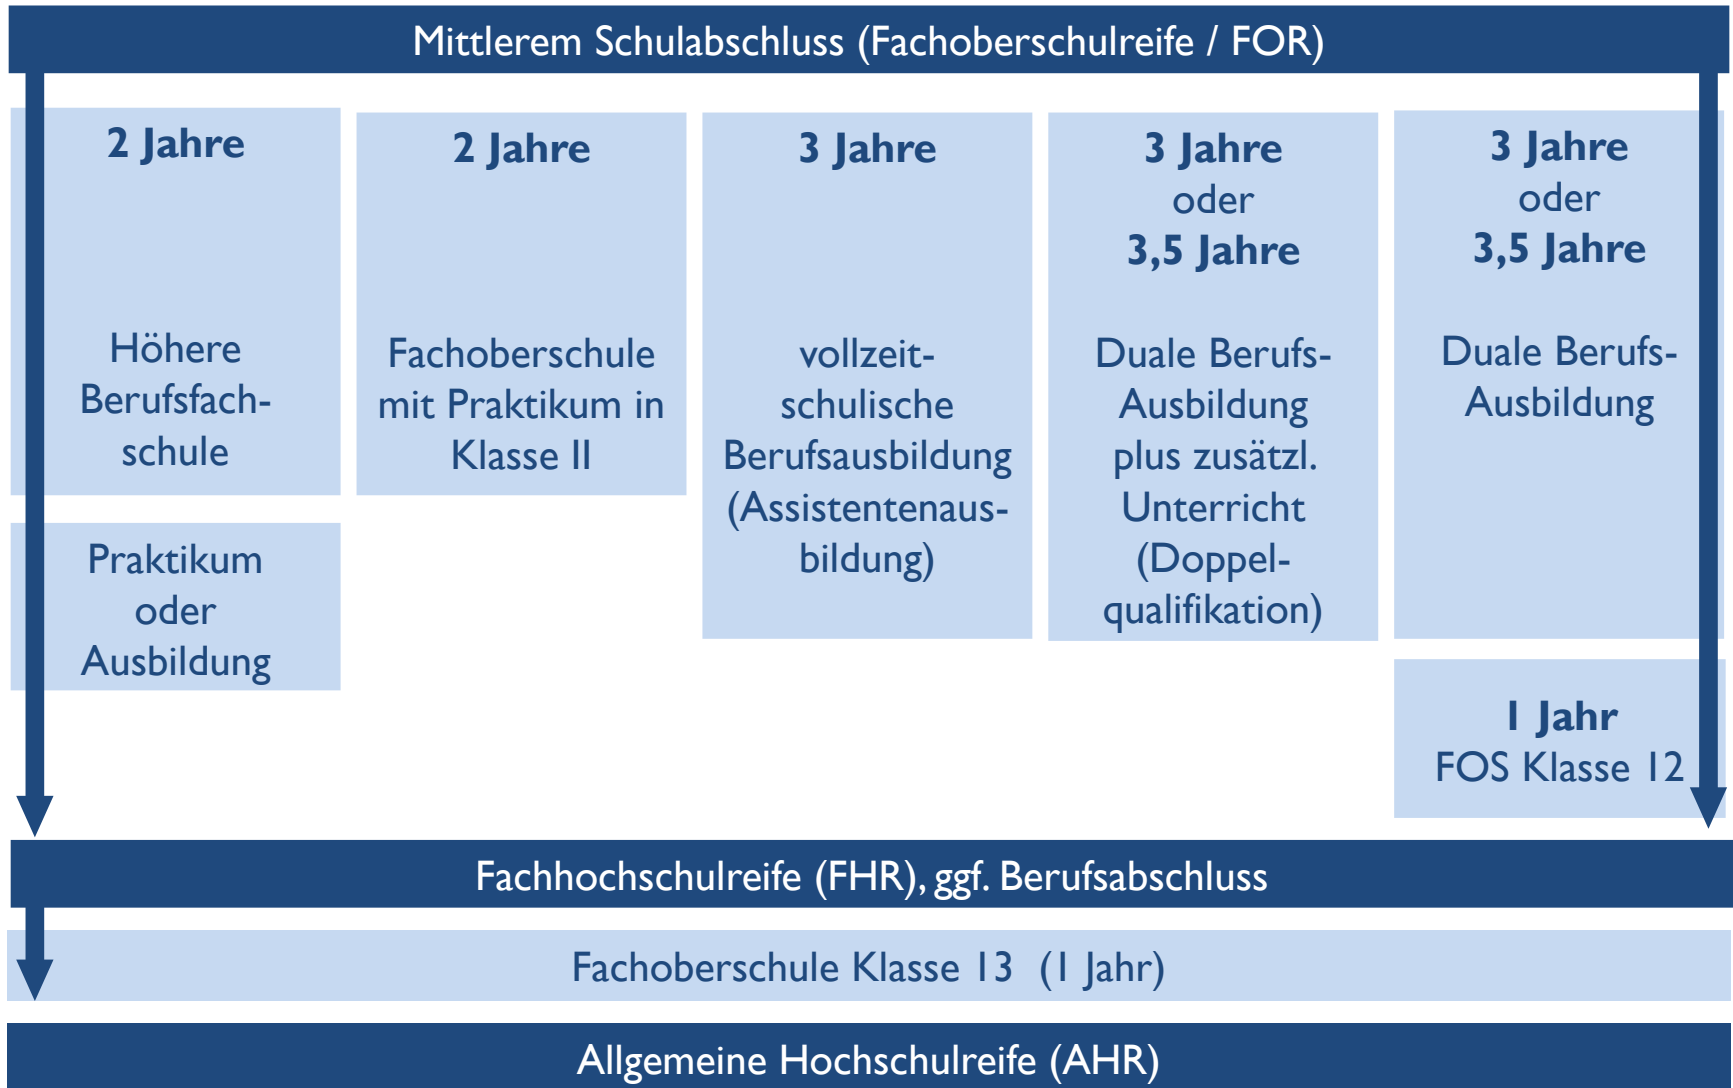 Mittlerem Schulabschluss (Fachoberschulreife / FOR)
2 Jahre
Höhere
Berufsfach-
schule
Praktikum
oder
Ausbildung
2 Jahre
Fachoberschule
mit Praktikum in
Klasse 11
3 Jahre
vollzeit-
schulische
Berufsausbildung
(Assistentenaus-
bildung)
3 Jahre
oder
3,5 Jahre
Duale Berufs-
Ausbildung
plus zusätzl.
Unterricht
(Doppel-
qualifikation)
3 Jahre
oder
3,5 Jahre
Duale Berufs-
Ausbildung
1 Jahr
FOS Klasse 12
Fachhochschulreife (FHR), ggf. Berufsabschluss
Fachoberschule Klasse 13 (1 Jahr)
Allgemeine Hochschulreife (AHR)